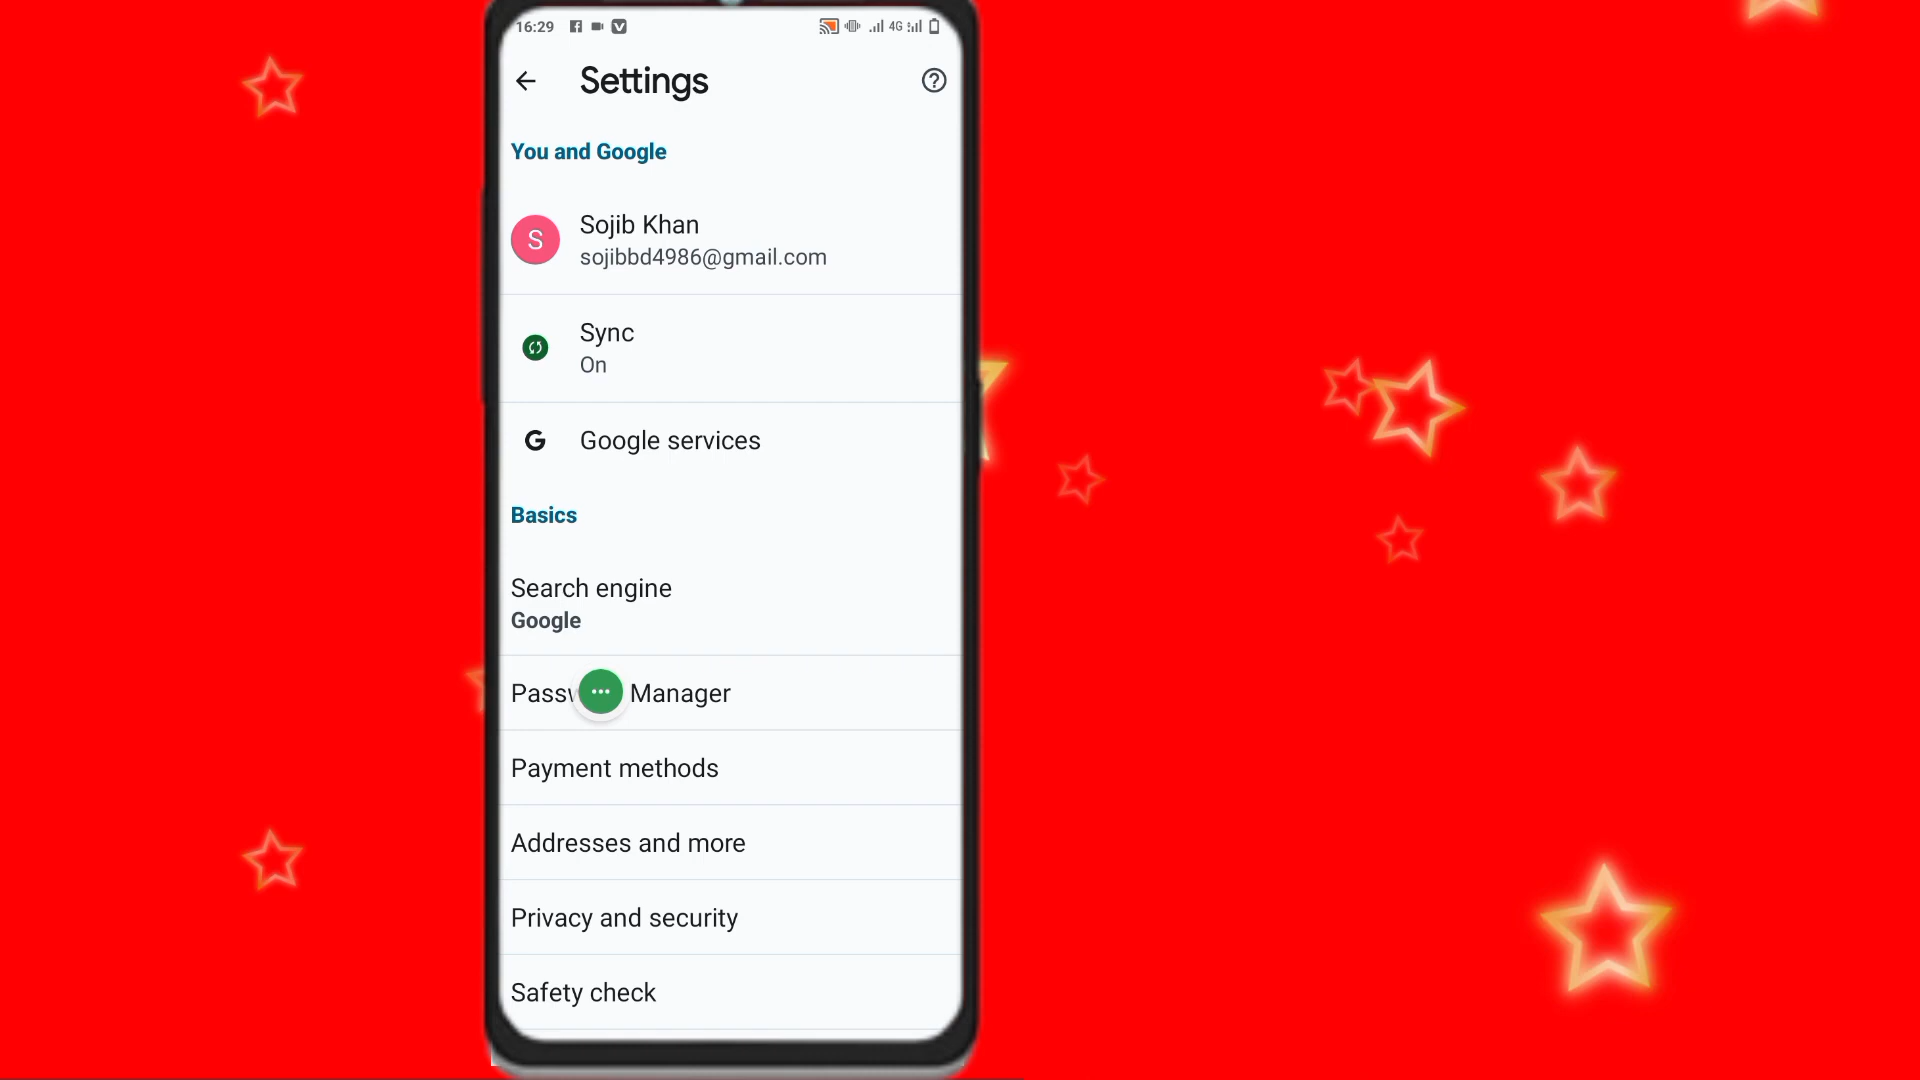 16:29
4G
Settings
You and Google
S
Sojib Khan
sojibbd4986@gmail.com
Sync
On
G Google services
Basics
Search engine
Google
Manager
Payment methods
Addresses and more
Privacy and security
Safety check